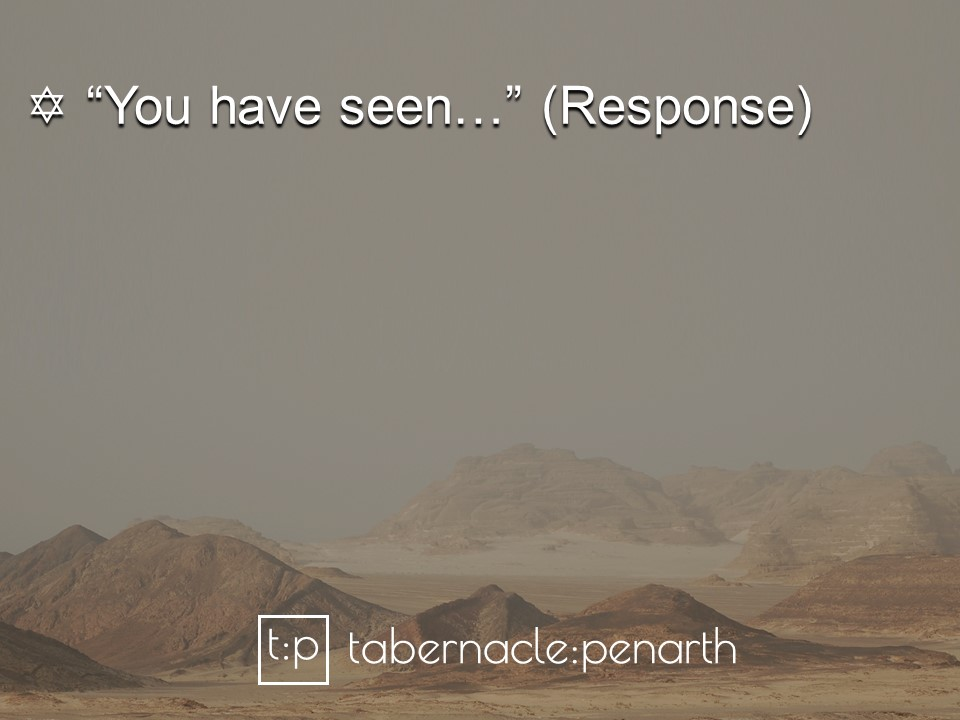 ✡ “You have seen…” (Response)
t:p tabernacle:penarth